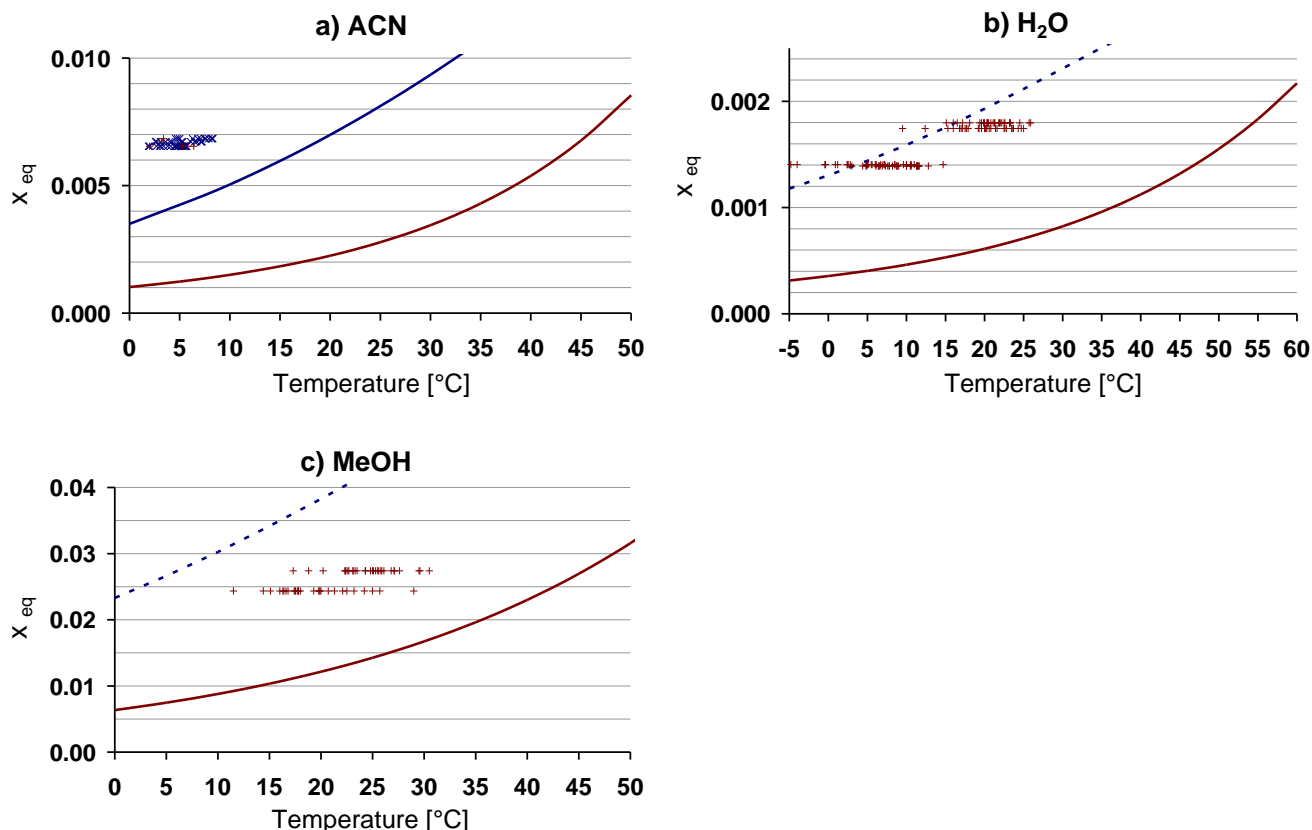 a) ACN
0.010
0.005
0.000
x eq
0 5 10 15 20 25 30 35 40 45 50
Temperature [°C]
b) H2O
0.002
0.001
0.000
x eq
-5 0 5 10 15 20 25 30 35 40 45 50 55 60
Temperature [°C]
c) MeOH
0.04
0.03
0.02
0.01
0.00
x eq
0 5 10 15 20 25 30 35 40 45 50
Temperature [°C]